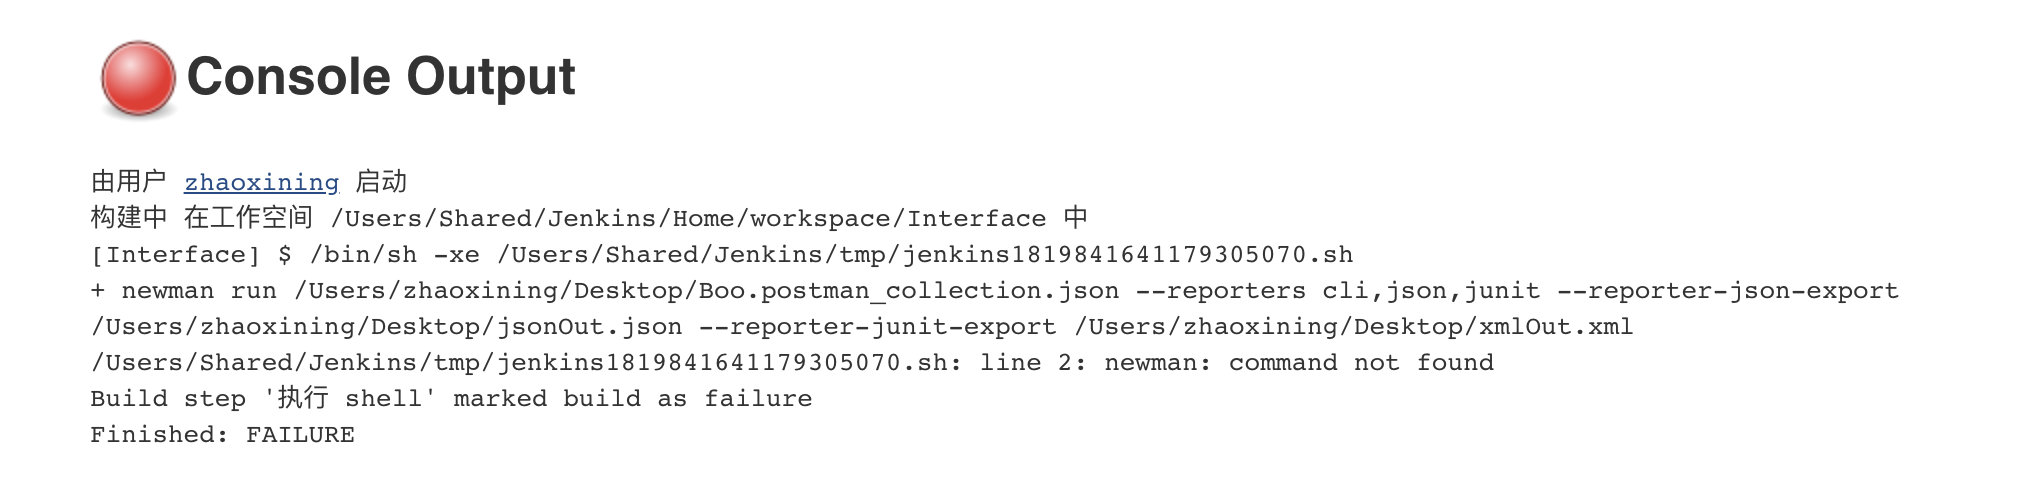 Console Output
由用户 zhaoxining 启动
构建中 在工作空间 /Users/Shared/Jenkins/Home/workspace/Interface 中
[Interface] $ /bin/sh -xe /Users/Shared/Jenkins/tmp/jenkins1819841641179305070.sh
+ newman run /Users/zhaoxining/Desktop/Boo.postman_collection.json --reporters cli,json,junit --reporter-json-export
/Users/zhaoxining/Desktop/jsonOut.json --reporter-junit-export /Users/zhaoxining/Desktop/xmlOut.xml
/Users/Shared/Jenkins/tmp/jenkins1819841641179305070.sh: line 2: newman: command not found
Build step '执行 shell' marked build as failure
Finished: FAILURE